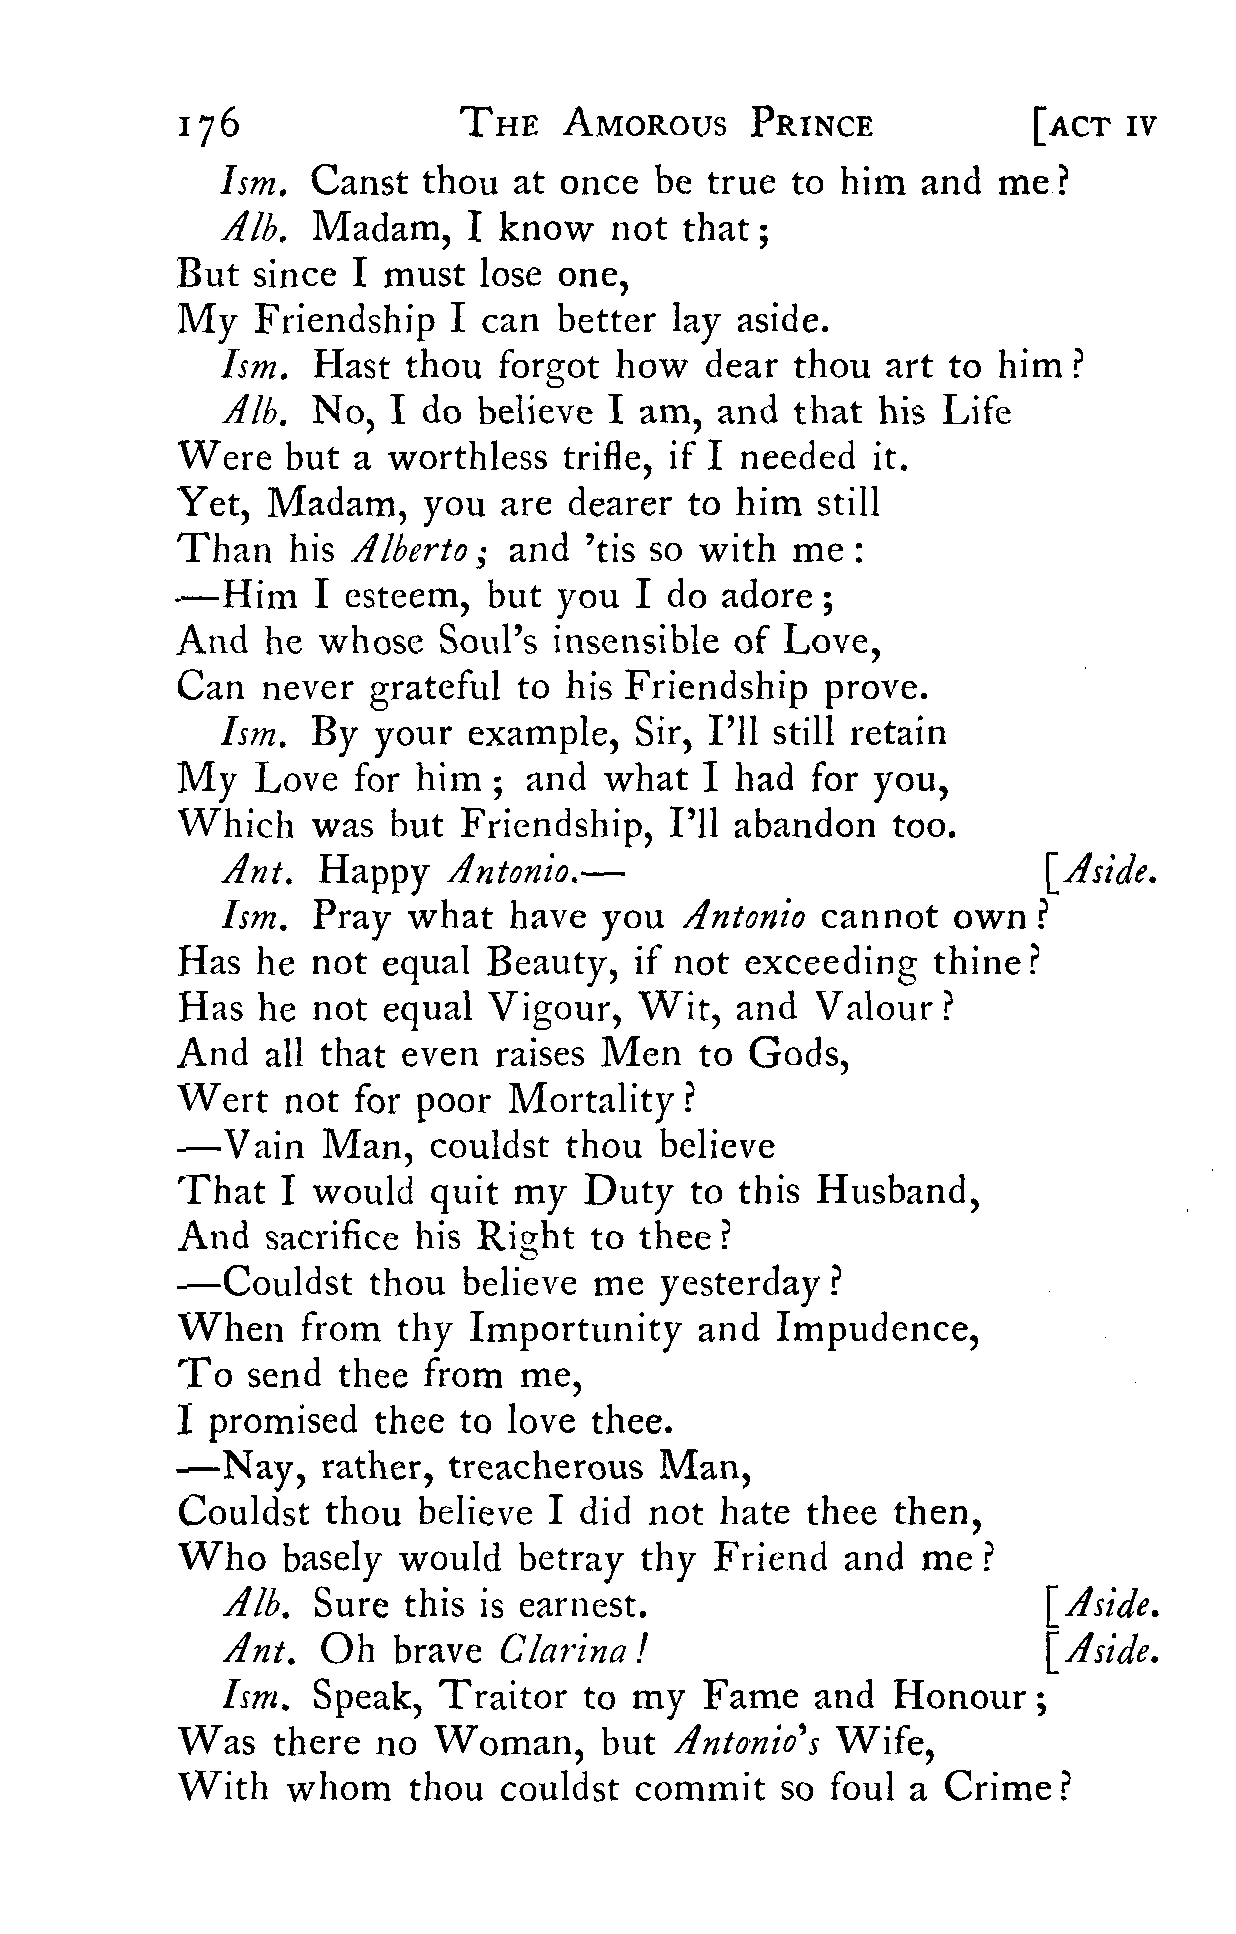 176 THE AMOROUS PRINCE [ACT IV
Ism. Canst thou at once be true to him and me?
Alb. Madam, I know not that;
But since I must lose one,
My Friendship I can better lay aside.
Ism. Hast thou forgot how dear thou art to him?
Alb. No, I do believe I am, and that his Life
Were but a worthless trifle, if I needed it.
Yet, Madam, you are dearer to him still
Than his Alberto; and 'tis so with me:
—Him I esteem, but you I do adore;
And he whose Soul's insensible of Love,
Can never grateful to his Friendship prove.
Ism. By your example, Sir, I'll still retain
My Love for him; and what I had for you,
Which was but Friendship, I'll abandon too.
Ant. Happy Antonio.— [Aside.
Ism. Pray what have you Antonio cannot own?
Has he not equal Beauty, if not exceeding thine?
Has he not equal Vigour, Wit, and Valour?
And all that even raises Men to Gods,
Wert not for poor Mortality?
—Vain Man, couldst thou believe
That I would quit my Duty to this Husband,
And sacrifice his Right to thee?
—Couldst thou believe me yesterday?
When from thy Importunity and Impudence,
To send thee from me,
I promised thee to love thee.
—Nay, rather, treacherous Man,
Couldst thou believe I did not hate thee then,
Who basely would betray thy Friend and me?
Alb. Sure this is earnest. [Aside.
Ant. Oh brave Clarina! [Aside.
Ism. Speak, Traitor to my Fame and Honour;
Was there no Woman, but Antonio's Wife,
With whom thou couldst commit so foul a Crime?